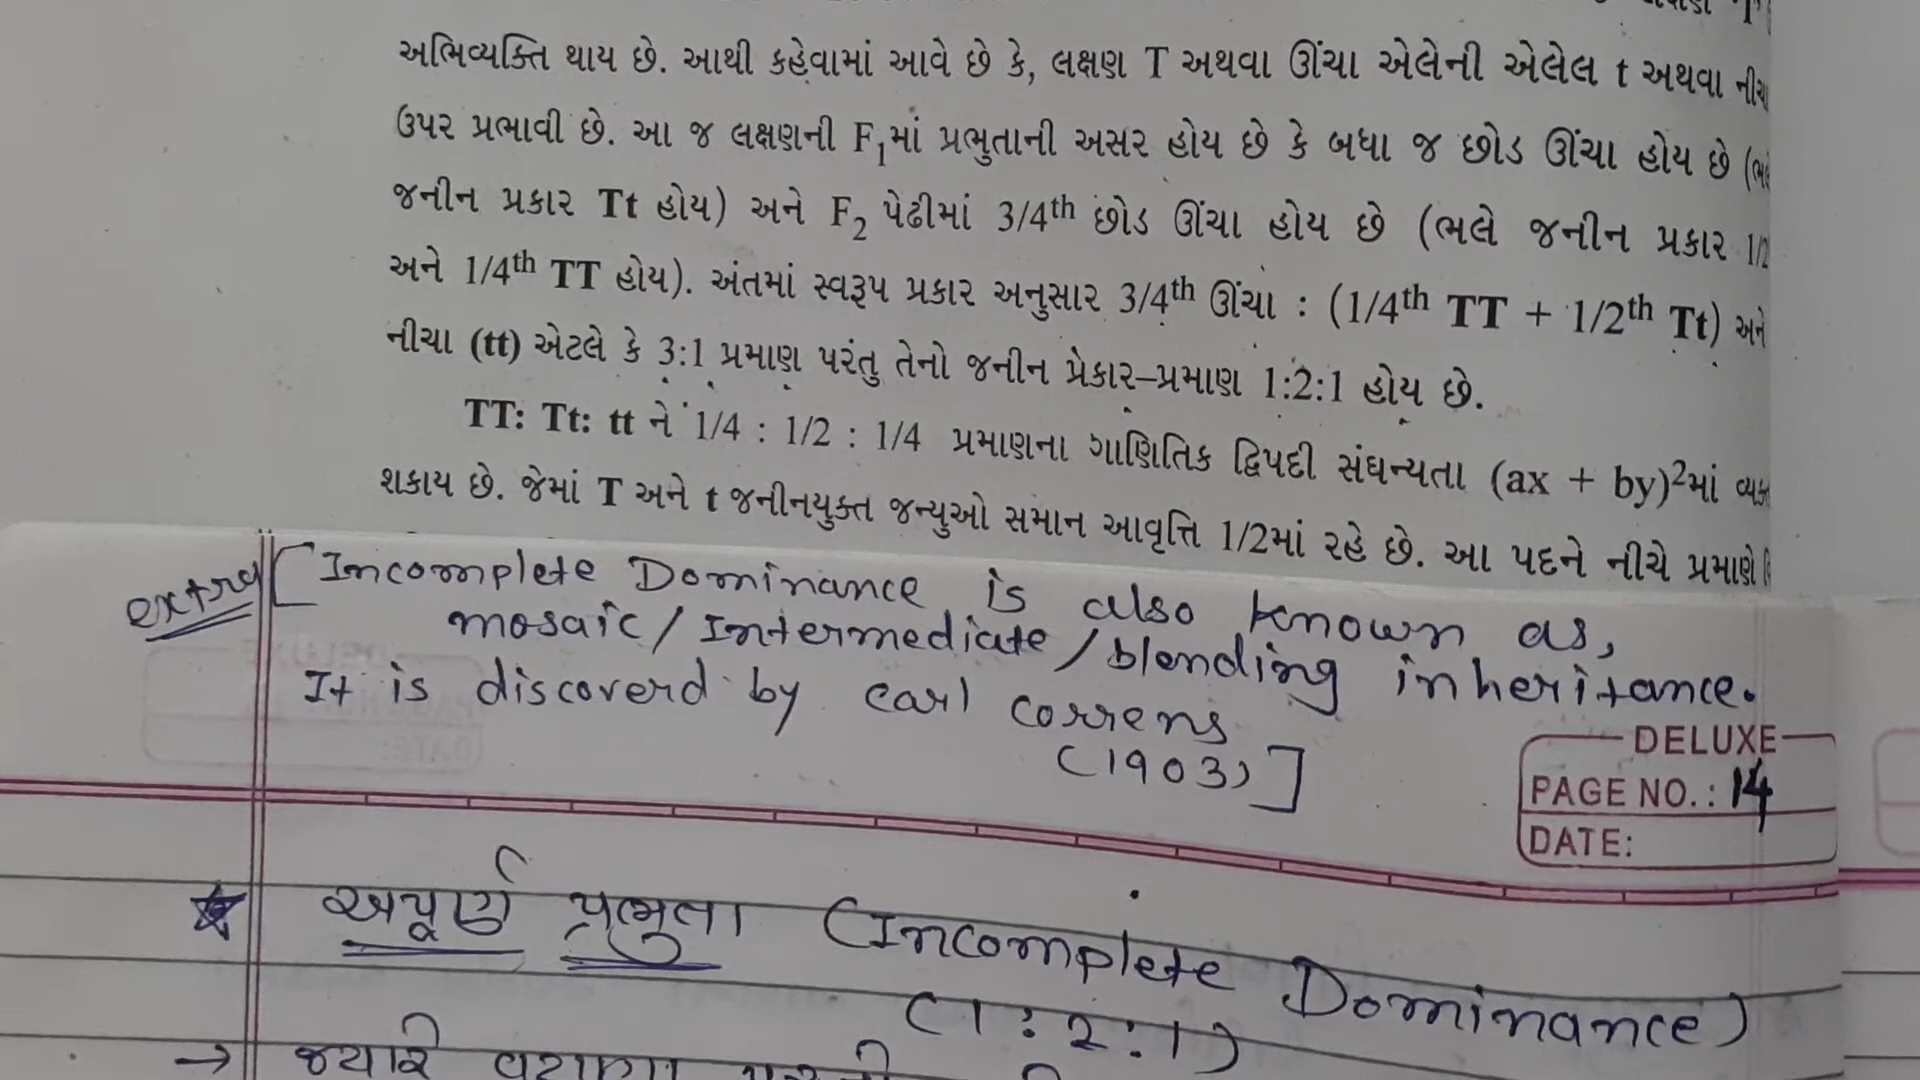 અભિવ્યક્તિ થાય છે. આથી કહેવામાં આવે છે કે, લક્ષણ T અથવા ઊંચા એલેની એલેલ t અથવા નીચા
ઉપર પ્રભાવી છે. આ જ લક્ષણની F₁માં પ્રભુતાની અસર હોય છે કે બધા જ છોડ ઊંચા હોય છે
જનીન પ્રકાર Tt હોય) અને F₂ પેઢીમાં 3/4th છોડ ઊંચા હોય છે (ભલે જનીન પ્રકાર 1/2
અને 1/4th TT હોય). અંતમાં સ્વરૂપ પ્રકાર અનુસાર 3/4th ઊંચા : (1/4th TT + 1/2th Tt) અને
નીચા (tt) એટલે કે 3:1 પ્રમાણ પરંતુ તેનો જનીન પ્રકાર–પ્રમાણ 1:2:1 હોય છે.
TT: Tt: tt ને 1/4 : 1/2 : 1/4 પ્રમાણના ગાણિતિક દ્વિપદી સંઘન્યતા (ax + by)²માં
શકાય છે. જેમાં T અને t જનીનયુક્ત જન્યુઓ સમાન આવૃત્તિ 1/2માં રહે છે. આ પદને નીચે પ્રમાણે
extra [Incomplete Dominance is also known as,
mosaic/Intermediate/blending inheritance.
It is discoverd by carl correns
(1903)]
DELUXE
PAGE NO.: 14
DATE:
અપૂર્ણ પ્રભુતા (Incomplete Dominance)
(1:2:1)
→ જ્યારે